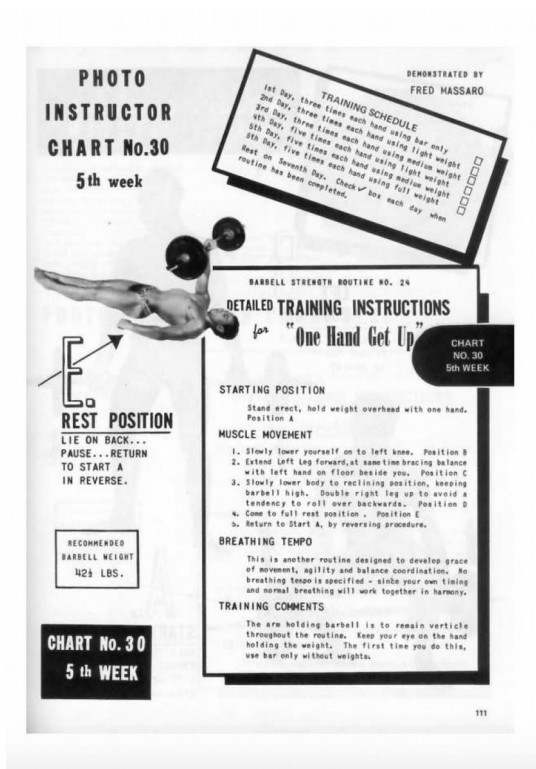 PHOTO
INSTRUCTOR
CHART No.30
5th week
DEMONSTRATED BY
FRED MASSARO
TRAINING SCHEDULE
1st Day, three times each hand using bar only
2nd Day, three times each hand using light weight
3rd Day, three times each hand using medium weight
4th Day, five times each hand using light weight
5th Day, five times each hand using medium weight
6th Day, five times each hand using full weight
Rest on Seventh Day. Check ✓ box each day when
routine has been completed.
BARBELL STRENGTH ROUTINE NO. 24
DETAILED TRAINING INSTRUCTIONS
for "One Hand Get Up"
CHART
NO. 30
5th WEEK
E.
REST POSITION
LIE ON BACK...
PAUSE...RETURN
TO START A
IN REVERSE.
RECOMMENDED
BARBELL WEIGHT
42½ LBS.
CHART No. 30
5 th WEEK
STARTING POSITION
Stand erect, hold weight overhead with one hand.
Position A
MUSCLE MOVEMENT
1. Slowly lower yourself on to left knee. Position B
2. Extend Left Leg forward, at same time bracing balance
with left hand on floor beside you. Position C
3. Slowly lower body to reclining position, keeping
barbell high. Double right leg up to avoid a
tendency to roll over backwards. Position D
4. Come to full rest position . Position E
5. Return to Start A, by reversing procedure.
BREATHING TEMPO
This is another routine designed to develop grace
of movement, agility and balance coordination. No
breathing tempo is specified - since your own timing
and normal breathing will work together in harmony.
TRAINING COMMENTS
The arm holding barbell is to remain verticle
throughout the routine. Keep your eye on the hand
holding the weight. The first time you do this,
use bar only without weights.
111